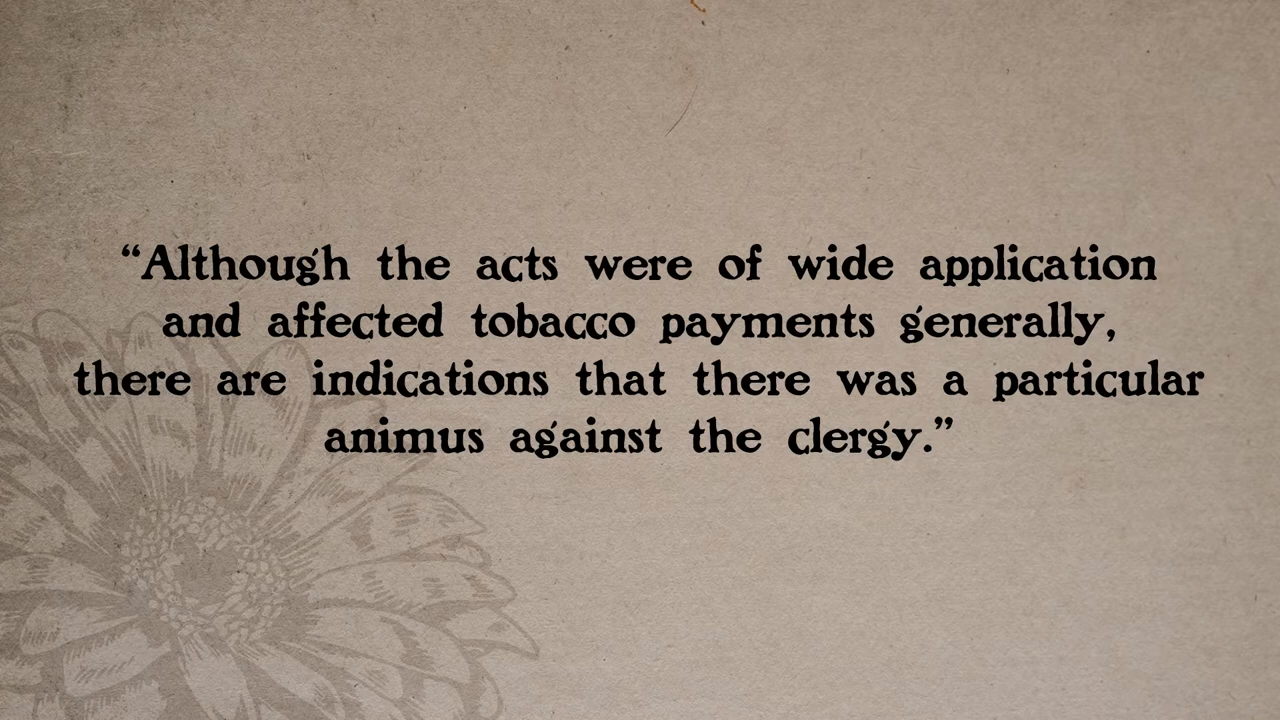 “Although the acts were of wide application
and affected tobacco payments generally,
there are indications that there was a particular
animus against the clergy.”